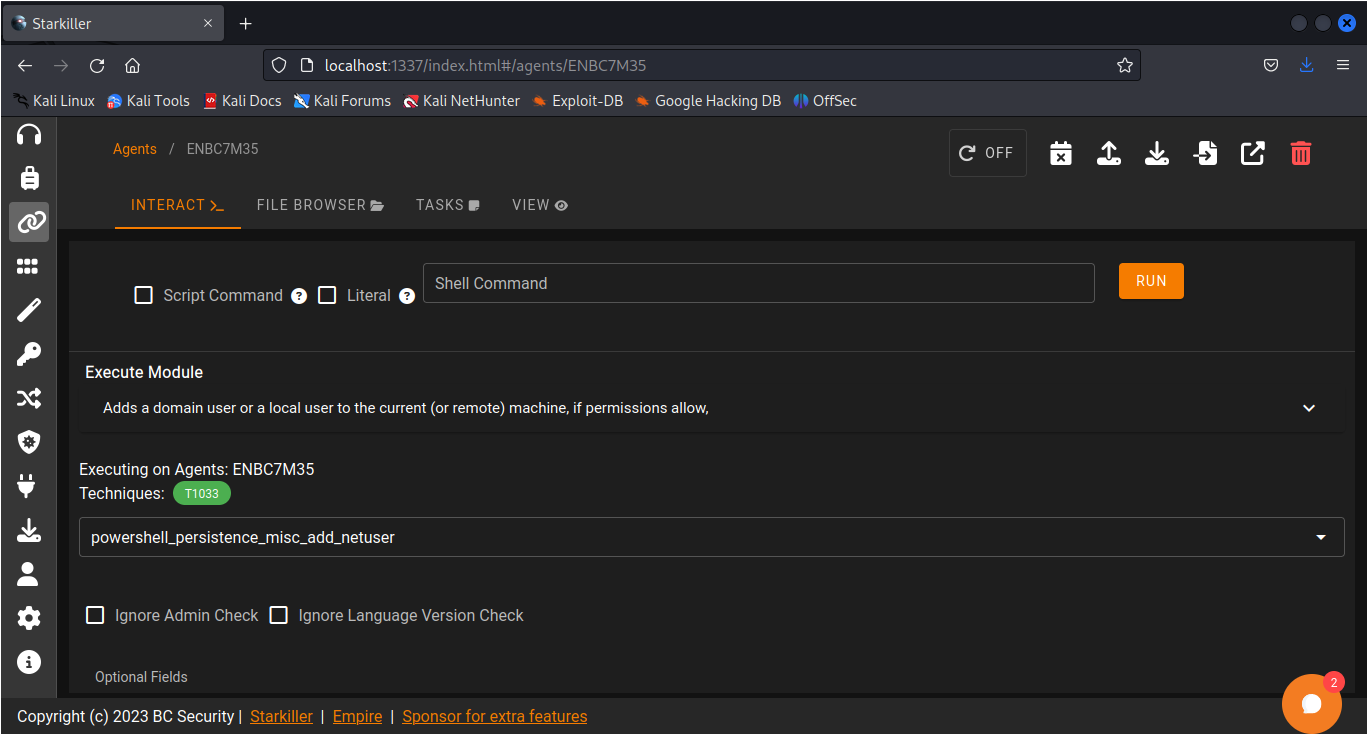 Starkiller
localhost:1337/index.html#/agents/ENBC7M35
Kali Linux Kali Tools Kali Docs Kali Forums Kali NetHunter Exploit-DB Google Hacking DB OffSec
Agents / ENBC7M35 OFF
INTERACT FILE BROWSER TASKS VIEW
Script Command ? Literal ? Shell Command RUN
Execute Module
Adds a domain user or a local user to the current (or remote) machine, if permissions allow,
Executing on Agents: ENBC7M35
Techniques: T1033
powershell_persistence_misc_add_netuser
Ignore Admin Check Ignore Language Version Check
Optional Fields
2
Copyright (c) 2023 BC Security | Starkiller | Empire | Sponsor for extra features